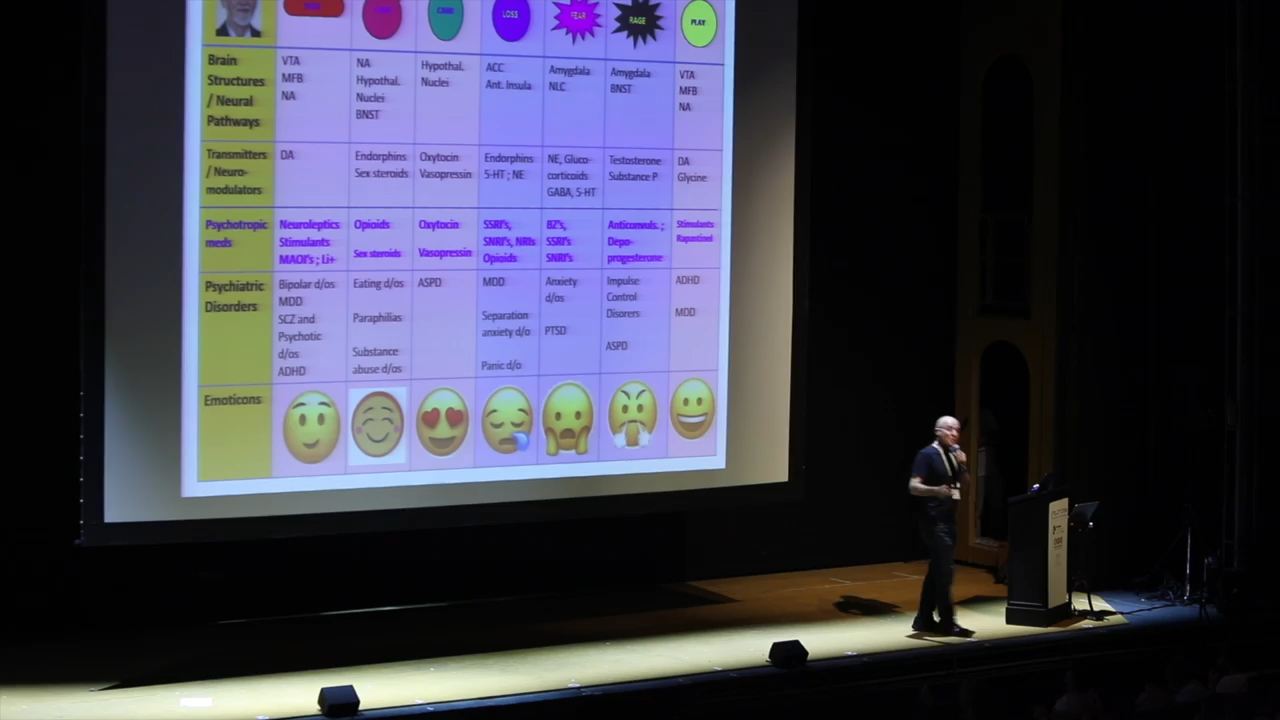 CARE
LOSS
FEAR
RAGE
PLAY
Brain
Structures
/ Neural
Pathways
VTA
MFB
NA
NA
Hypothal.
Nuclei
BNST
Hypothal.
Nuclei
ACC
Ant. Insula
Amygdala
NLC
Amygdala
BNST
VTA
MFB
NA
Transmitters
/ Neuro-
modulators
DA
Endorphins
Sex steroids
Oxytocin
Vasopressin
Endorphins
5-HT ; NE
NE, Gluco-
corticoids
GABA, 5-HT
Testosterone
Substance P
DA
Glycine
Psychotropic
meds
Neuroleptics
Stimulants
MAOI's ; Li+
Opioids
Sex steroids
Oxytocin
Vasopressin
SSRI's,
SNRI's, NRIs
Opioids
BZ's,
SSRI's
SNRI's
Anticonvuls. ;
Depo-
progesterone
Stimulants
Rapastinel
Psychiatric
Disorders
Bipolar d/os
MDD
SCZ and
Psychotic
d/os
ADHD
Eating d/os
Paraphilias
Substance
abuse d/os
ASPD
MDD
Separation
anxiety d/o
Panic d/o
Anxiety
d/os
PTSD
Impulse
Control
Disorers
ASPD
ADHD
MDD
Emoticons